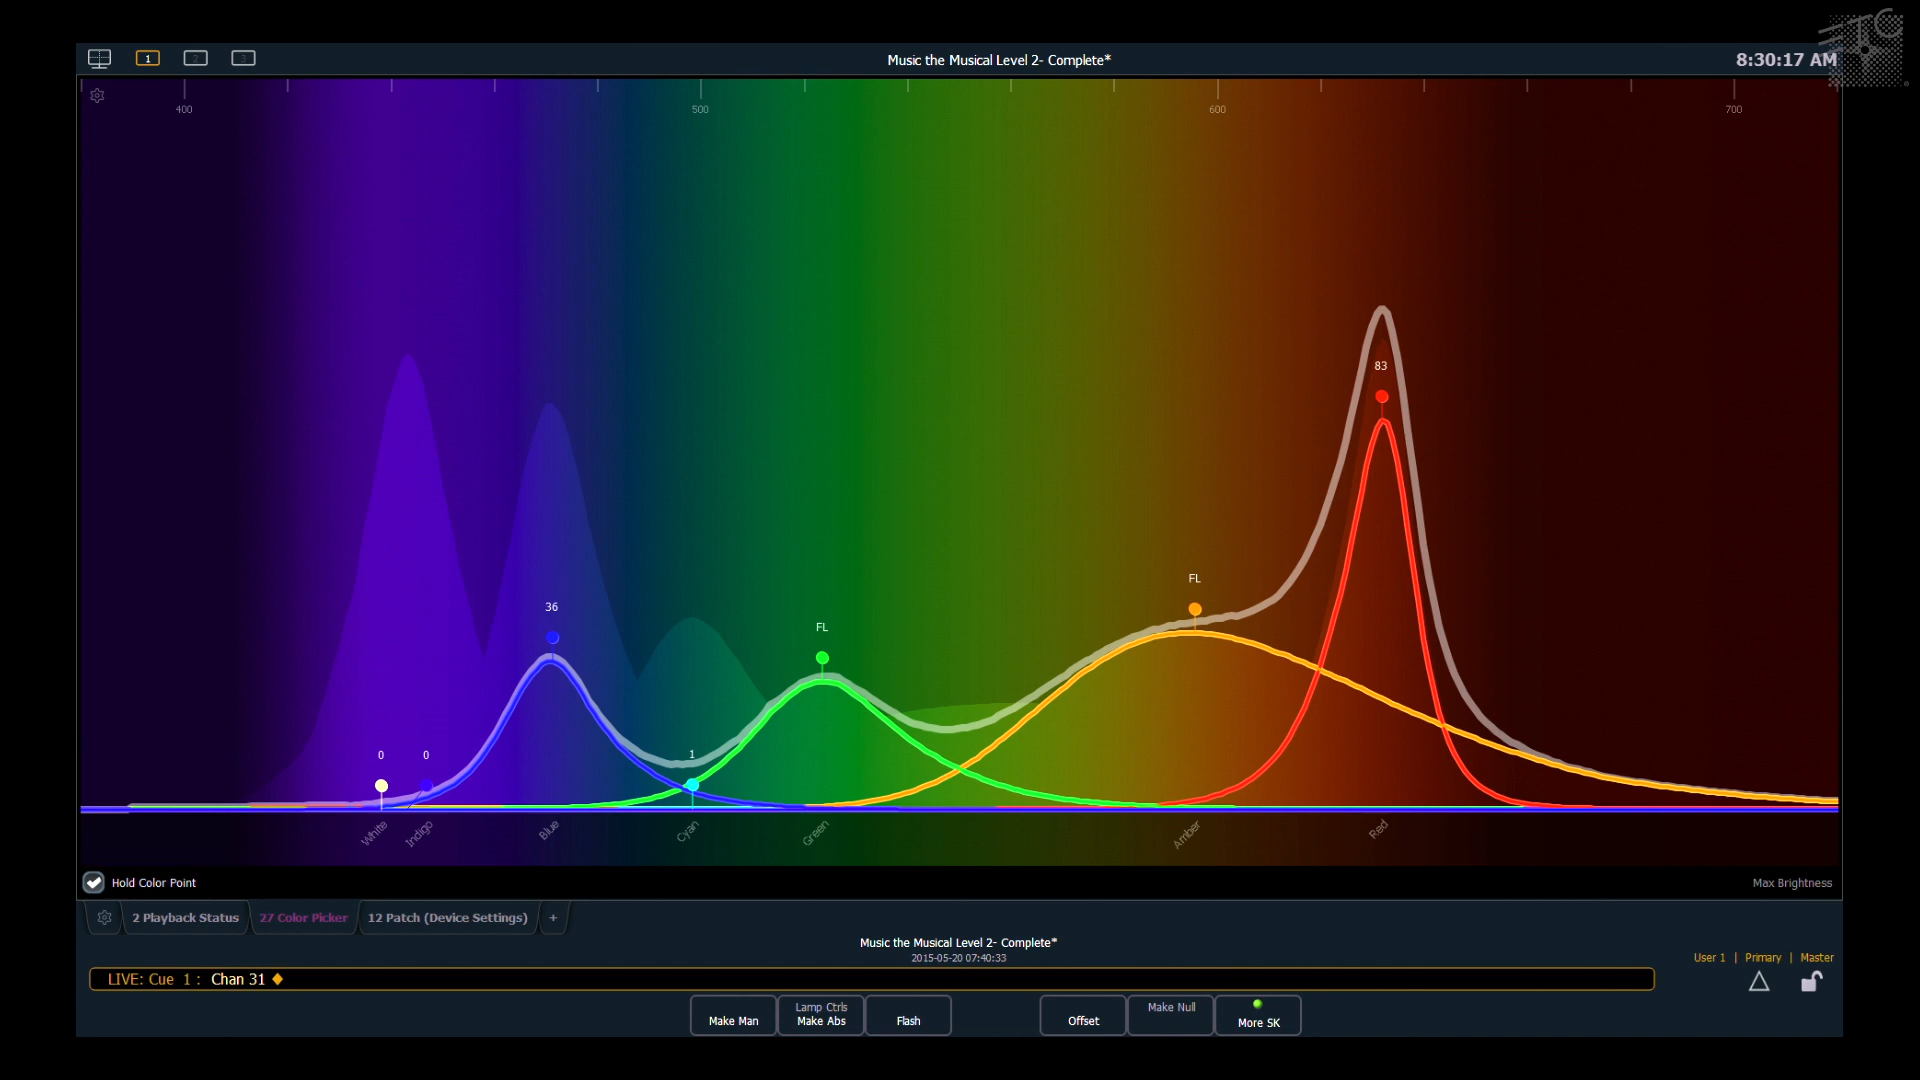 1 2 3
Music the Musical Level 2- Complete*
8:30:17 AM
ETC
400 500 600 700
83
FL
36
FL
0 0 1
White Indigo Blue Cyan Green Amber Red
Hold Color Point
Max Brightness
2 Playback Status 27 Color Picker 12 Patch (Device Settings) +
Music the Musical Level 2- Complete*
2015-05-20 07:40:33
User 1 | Primary | Master
LIVE: Cue 1 : Chan 31
Lamp Ctrls Make Null
Make Man Make Abs Flash Offset More SK